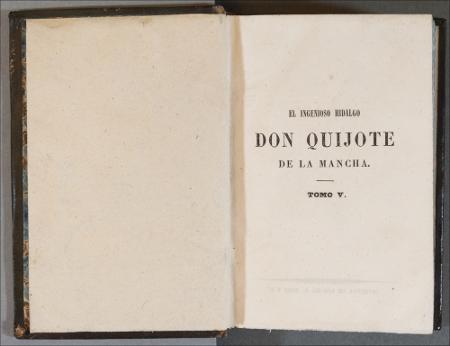 EL INGENIOSO HIDALGO
DON QUIJOTE
DE LA MANCHA.
TOMO V.